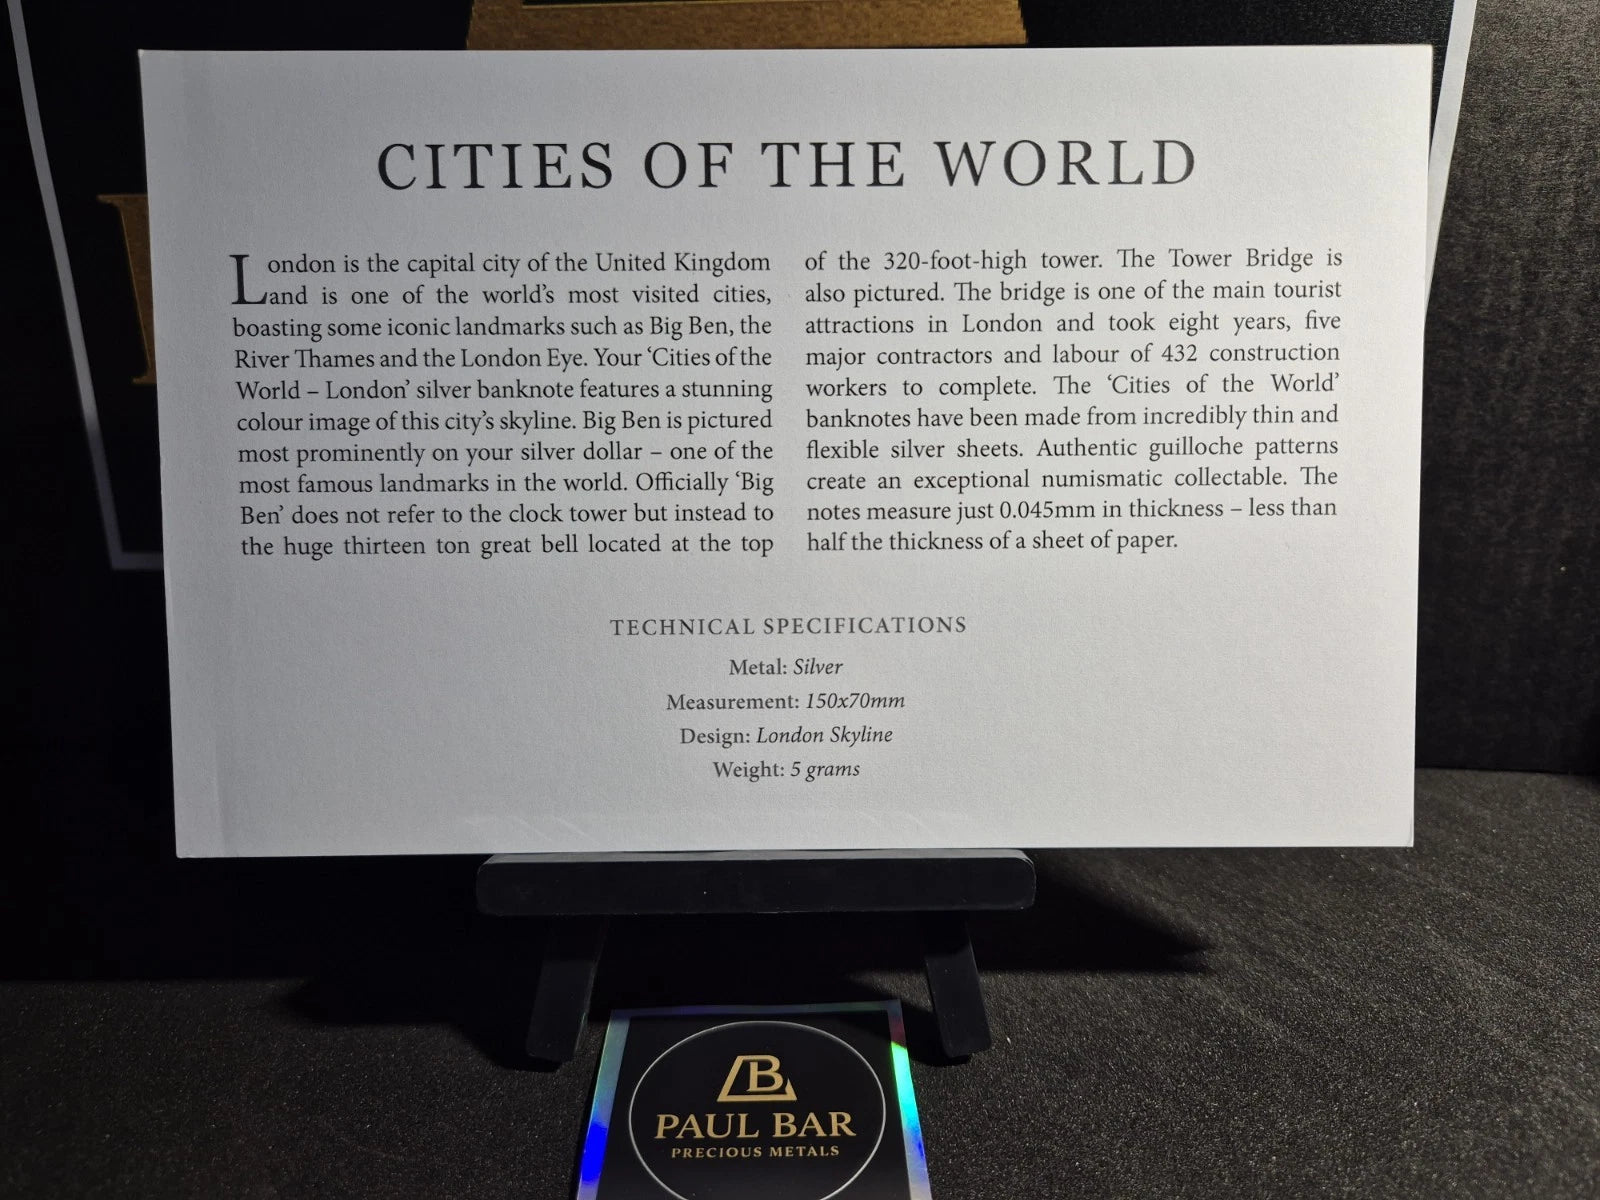 CITIES OF THE WORLD
London is the capital city of the United Kingdom
and is one of the world's most visited cities,
boasting some iconic landmarks such as Big Ben, the
River Thames and the London Eye. Your 'Cities of the
World – London' silver banknote features a stunning
colour image of this city's skyline. Big Ben is pictured
most prominently on your silver dollar – one of the
most famous landmarks in the world. Officially 'Big
Ben' does not refer to the clock tower but instead to
the huge thirteen ton great bell located at the top
of the 320-foot-high tower. The Tower Bridge is
also pictured. The bridge is one of the main tourist
attractions in London and took eight years, five
major contractors and labour of 432 construction
workers to complete. The 'Cities of the World'
banknotes have been made from incredibly thin and
flexible silver sheets. Authentic guilloche patterns
create an exceptional numismatic collectable. The
notes measure just 0.045mm in thickness – less than
half the thickness of a sheet of paper.
TECHNICAL SPECIFICATIONS
Metal: Silver
Measurement: 150x70mm
Design: London Skyline
Weight: 5 grams
B
PAUL BAR
PRECIOUS METALS